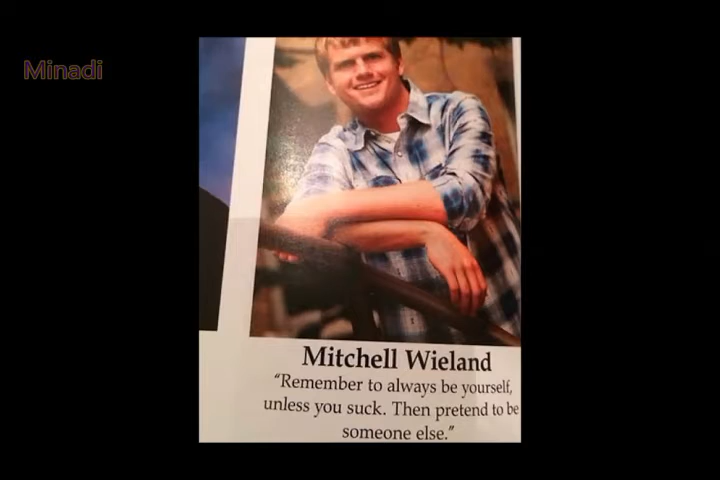 Minadi
Mitchell Wieland
“Remember to always be yourself,
unless you suck. Then pretend to be
someone else.”